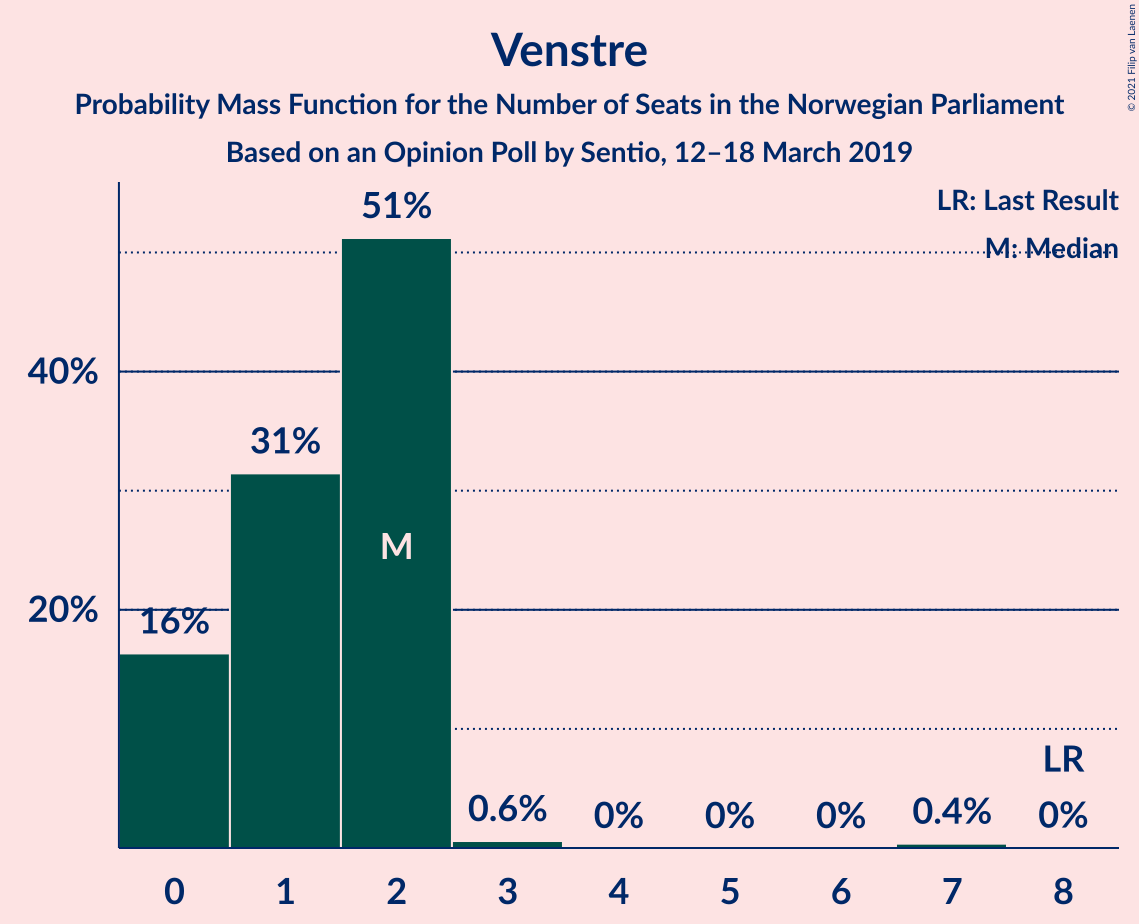 Venstre
Probability Mass Function for the Number of Seats in the Norwegian Parliament
Based on an Opinion Poll by Sentio, 12–18 March 2019
© 2021 Filip van Laenen
LR: Last Result
M: Median
51%
40%
31%
M
20%
16%
LR
0.6%
0%
0%
0%
0.4%
0%
0 1 2 3 4 5 6 7 8